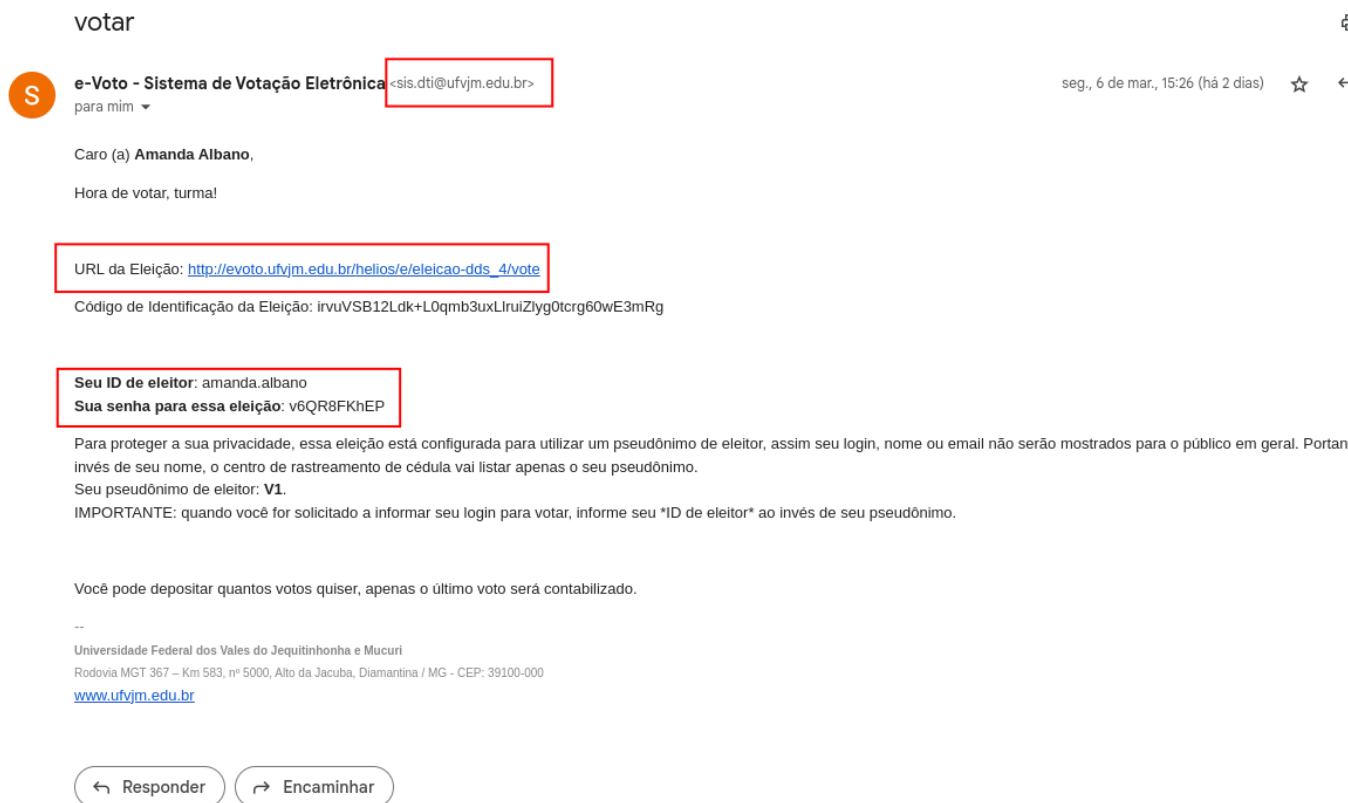 votar
e-Voto - Sistema de Votação Eletrônica <sis.dti@ufvjm.edu.br>
seg., 6 de mar., 15:26 (há 2 dias)
para mim
S
Caro (a) Amanda Albano,
Hora de votar, turma!
URL da Eleição: http://evoto.ufvjm.edu.br/helios/e/eleicao-dds_4/vote
Código de Identificação da Eleição: irvuVSB12Ldk+L0qmb3uxLlruiZlyg0tcrg60wE3mRg
Seu ID de eleitor: amanda.albano
Sua senha para essa eleição: v6QR8FKhEP
Para proteger a sua privacidade, essa eleição está configurada para utilizar um pseudônimo de eleitor, assim seu login, nome ou email não serão mostrados para o público em geral. Portan
invés de seu nome, o centro de rastreamento de cédula vai listar apenas o seu pseudônimo.
Seu pseudônimo de eleitor: V1.
IMPORTANTE: quando você for solicitado a informar seu login para votar, informe seu *ID de eleitor* ao invés de seu pseudônimo.
Você pode depositar quantos votos quiser, apenas o último voto será contabilizado.
--
Universidade Federal dos Vales do Jequitinhonha e Mucuri
Rodovia MGT 367 – Km 583, nº 5000, Alto da Jacuba, Diamantina / MG - CEP: 39100-000
www.ufvjm.edu.br
Responder
Encaminhar